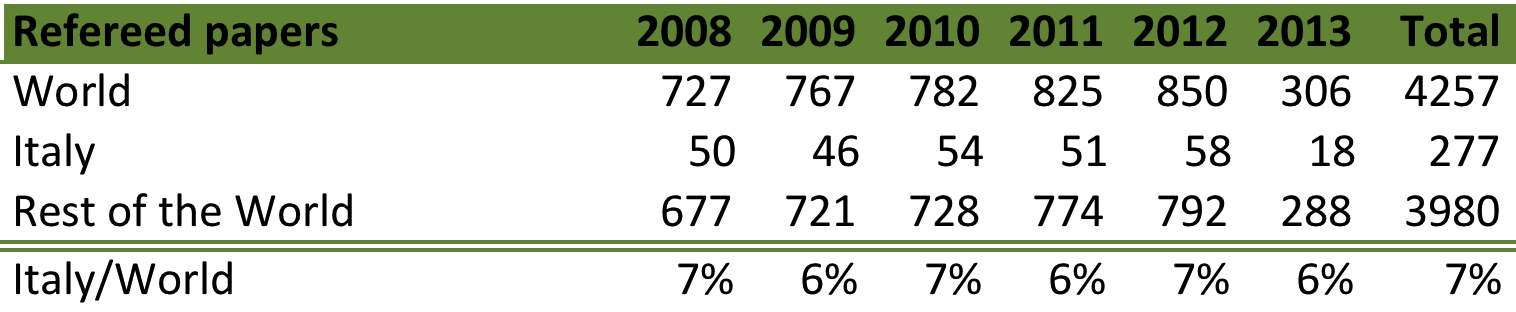 Refereed papers 2008 2009 2010 2011 2012 2013 Total
World 727 767 782 825 850 306 4257
Italy 50 46 54 51 58 18 277
Rest of the World 677 721 728 774 792 288 3980
Italy/World 7% 6% 7% 6% 7% 6% 7%